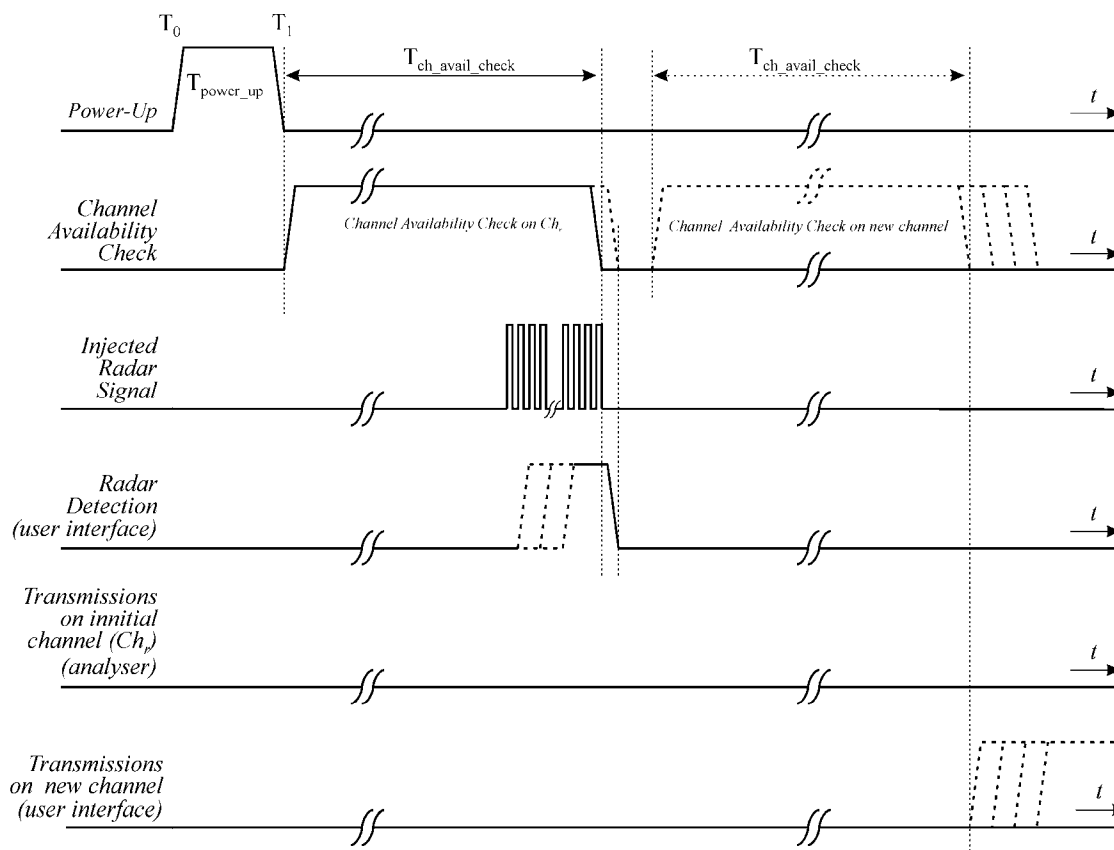 T0 T1
Tch_avail_check Tch_avail_check
Tpower_up
t
Power-Up
Channel
Availability
Check
Channel Availability Check on Chr
Channel Availability Check on new channel
t
Injected
Radar
Signal
t
Radar
Detection
(user interface)
t
Transmissions
on innitial
channel (Chr)
(analyser)
t
Transmissions
on new channel
(user interface)
t